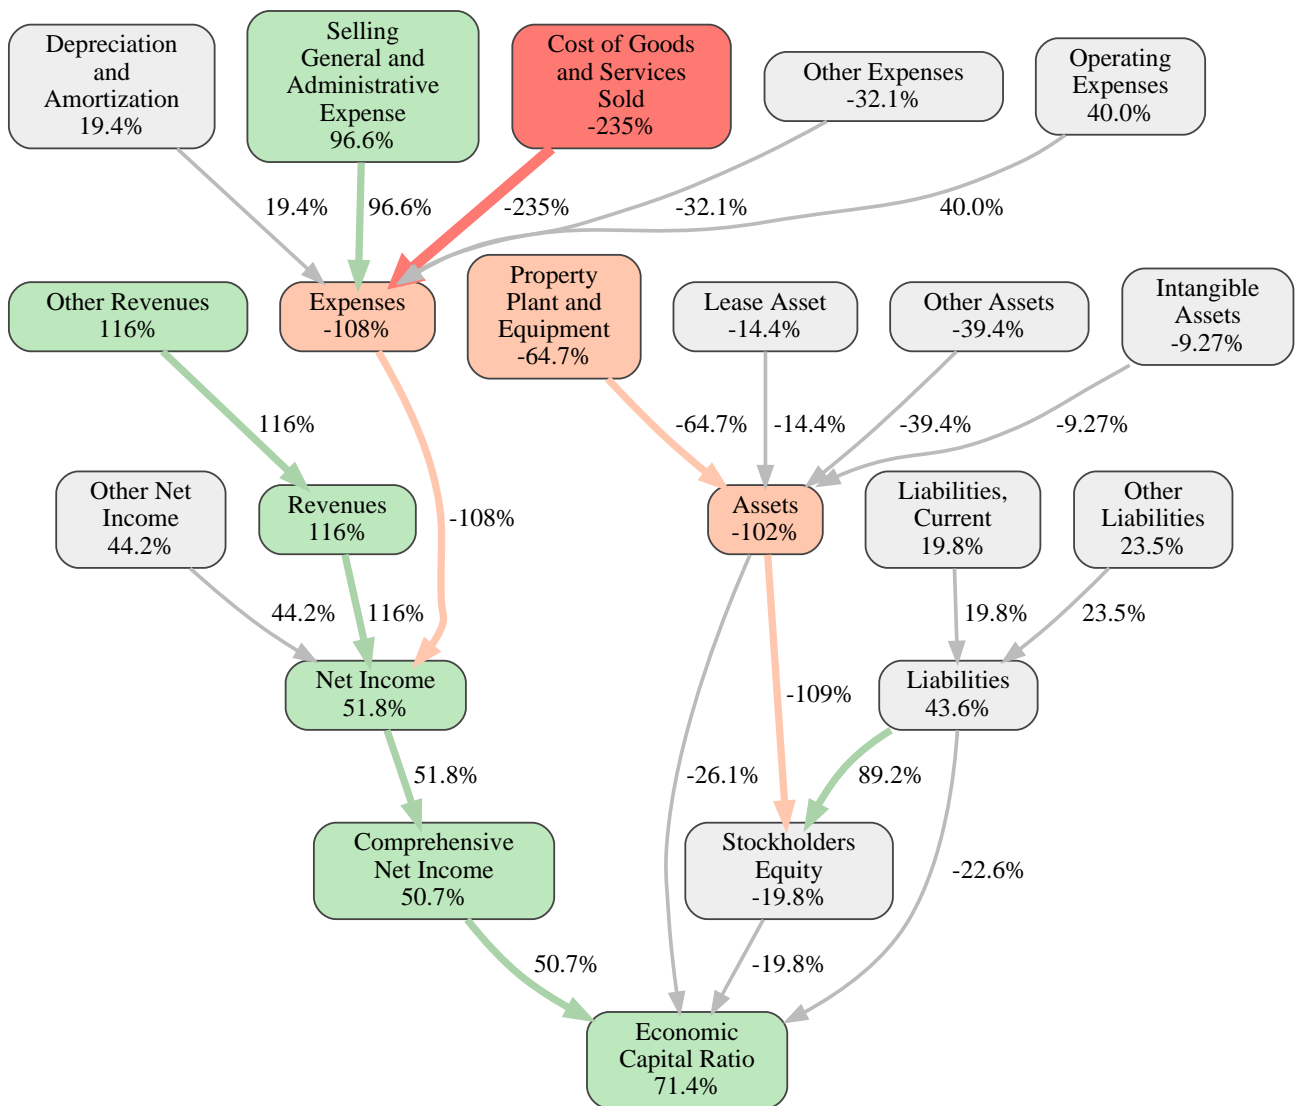 Depreciation
and
Amortization
19.4%
Selling
General and
Administrative
Expense
96.6%
Cost of Goods
and Services
Sold
-235%
Other Expenses
-32.1%
Operating
Expenses
40.0%
19.4%
96.6%
-235%
-32.1%
40.0%
Other Revenues
116%
Expenses
-108%
Property
Plant and
Equipment
-64.7%
Lease Asset
-14.4%
Other Assets
-39.4%
Intangible
Assets
-9.27%
116%
-64.7%
-14.4%
-39.4%
-9.27%
Other Net
Income
44.2%
Revenues
116%
-108%
Assets
-102%
Liabilities,
Current
19.8%
Other
Liabilities
23.5%
44.2%
116%
19.8%
23.5%
Net Income
51.8%
-109%
Liabilities
43.6%
51.8%
-26.1%
89.2%
Comprehensive
Net Income
50.7%
Stockholders
Equity
-19.8%
-22.6%
50.7%
-19.8%
Economic
Capital Ratio
71.4%